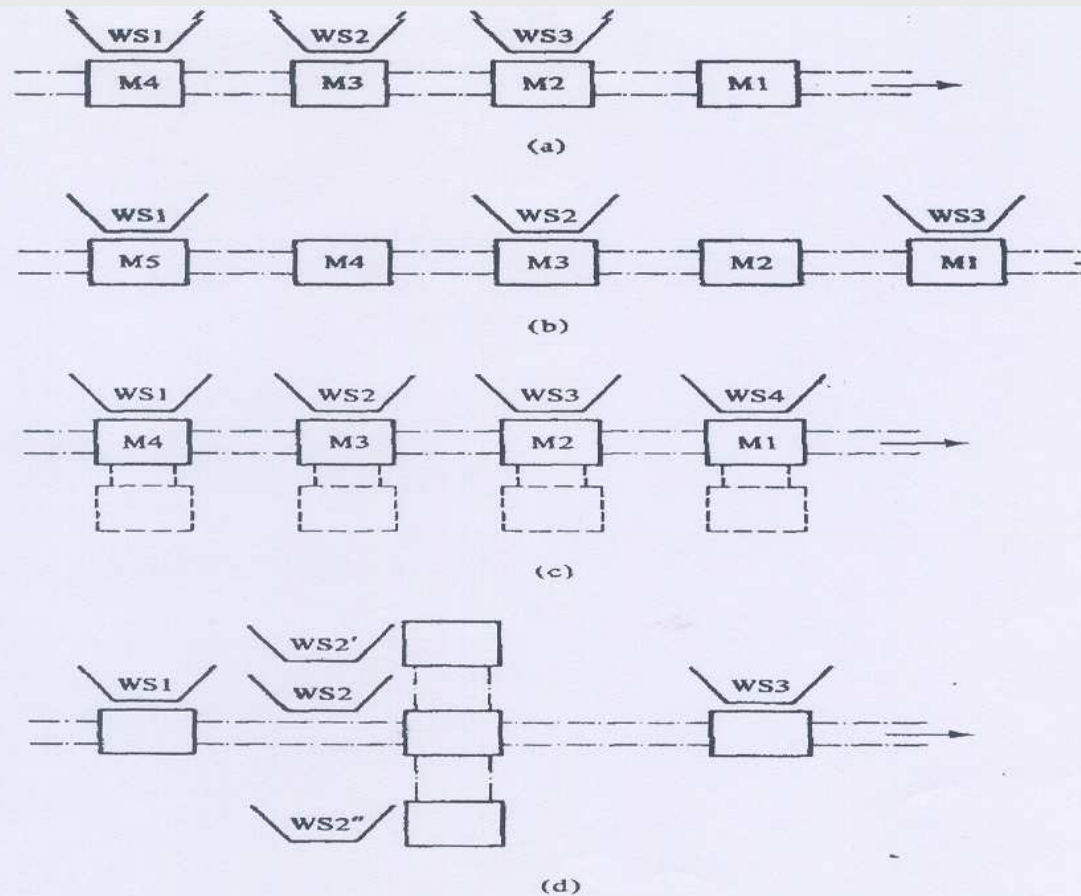 WS1 WS2 WS3
M4 M3 M2 M1
(a)
WS1 WS2 WS3
M5 M4 M3 M2 M1
(b)
WS1 WS2 WS3 WS4
M4 M3 M2 M1
(c)
WS2′
WS1 WS2 WS3
WS2″
(d)